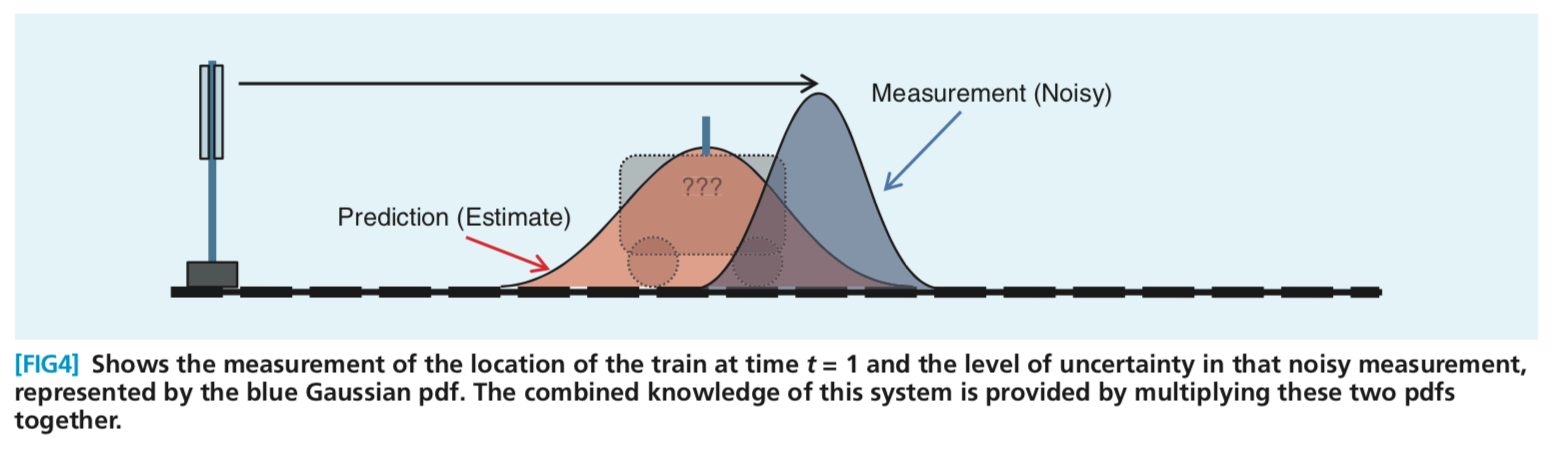 Measurement (Noisy)
???
Prediction (Estimate)
[FIG4] Shows the measurement of the location of the train at time t = 1 and the level of uncertainty in that noisy measurement,
represented by the blue Gaussian pdf. The combined knowledge of this system is provided by multiplying these two pdfs
together.